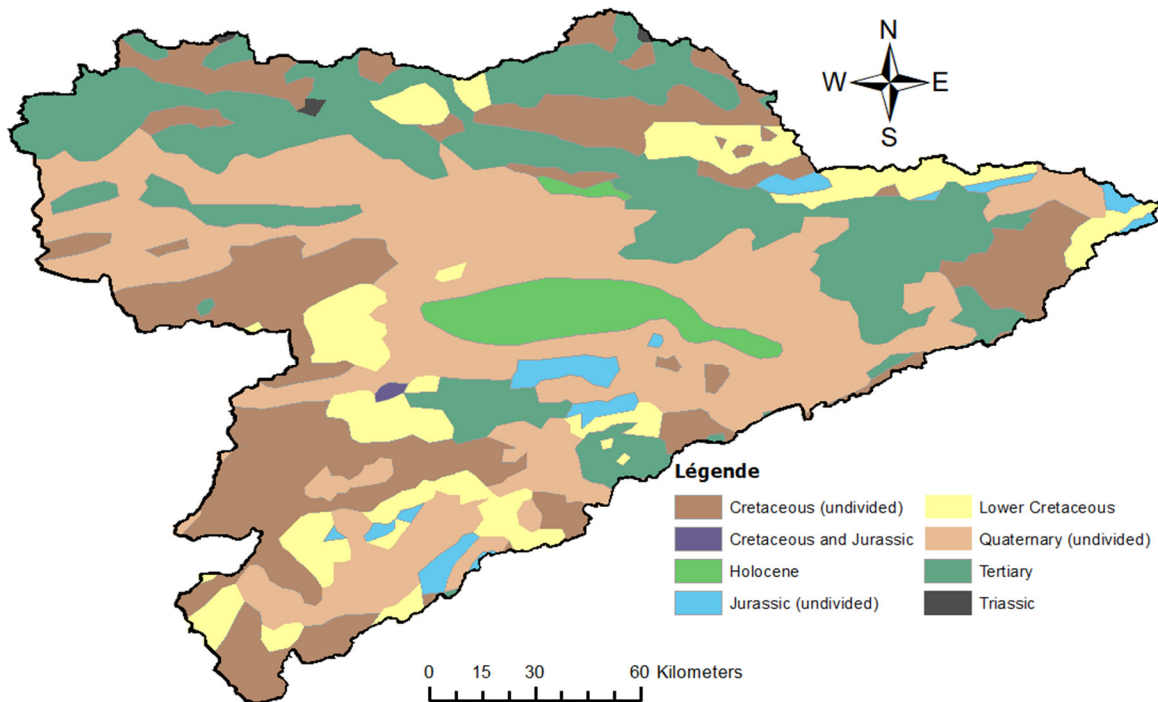 N
W E
S
Légende
Cretaceous (undivided)
Lower Cretaceous
Cretaceous and Jurassic
Quaternary (undivided)
Holocene
Tertiary
Jurassic (undivided)
Triassic
0 15 30 60 Kilometers